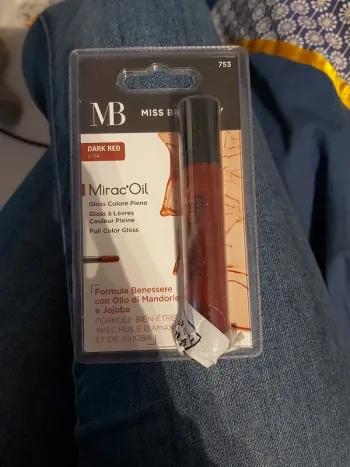 753
MB
MISS B
DARK RED
Mirac'Oil
Gloss Colore Pieno
Gloss à Lèvres
Couleur Pleine
Full Color Gloss
Formula Benessere
con Olio di Mandorle
e Jojoba
FORMULE BIEN-ÊTRE
AVEC HUILE D'AMAN
ET DE JOJOBA